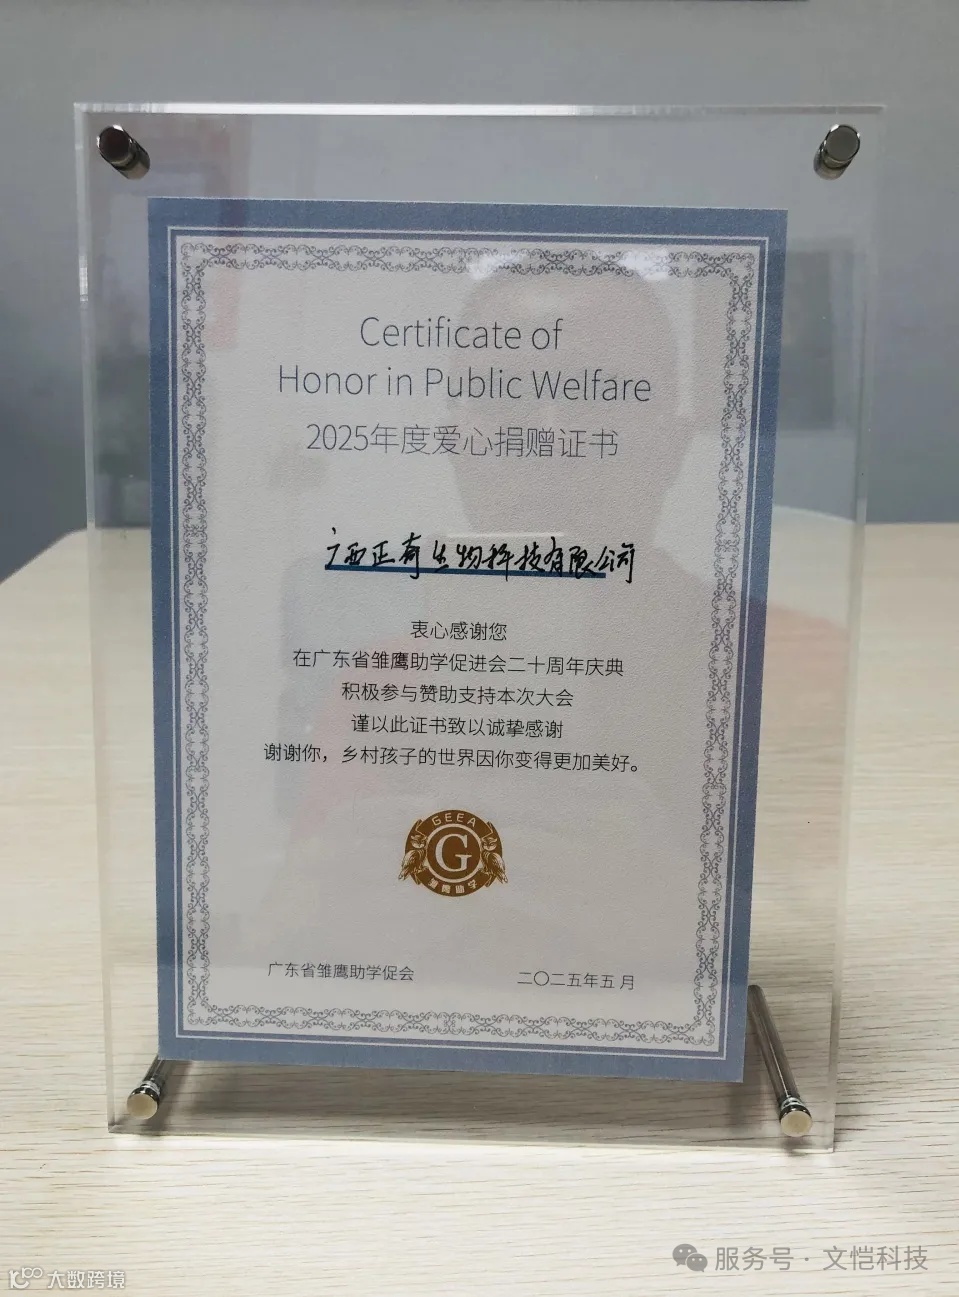 Certificate of
Honor in Public Welfare
2025年度爱心捐赠证书
广西正有生物科技有限公司
衷心感谢您
在广东省雏鹰助学促进会二十周年庆典
积极参与赞助支持本次大会
谨以此证书致以诚挚感谢
谢谢你，乡村孩子的世界因你变得更加美好。
GEEA
G
雏鹰助学
广东省雏鹰助学促会
二〇二五年五月
服务号·文恺科技
大数跨境